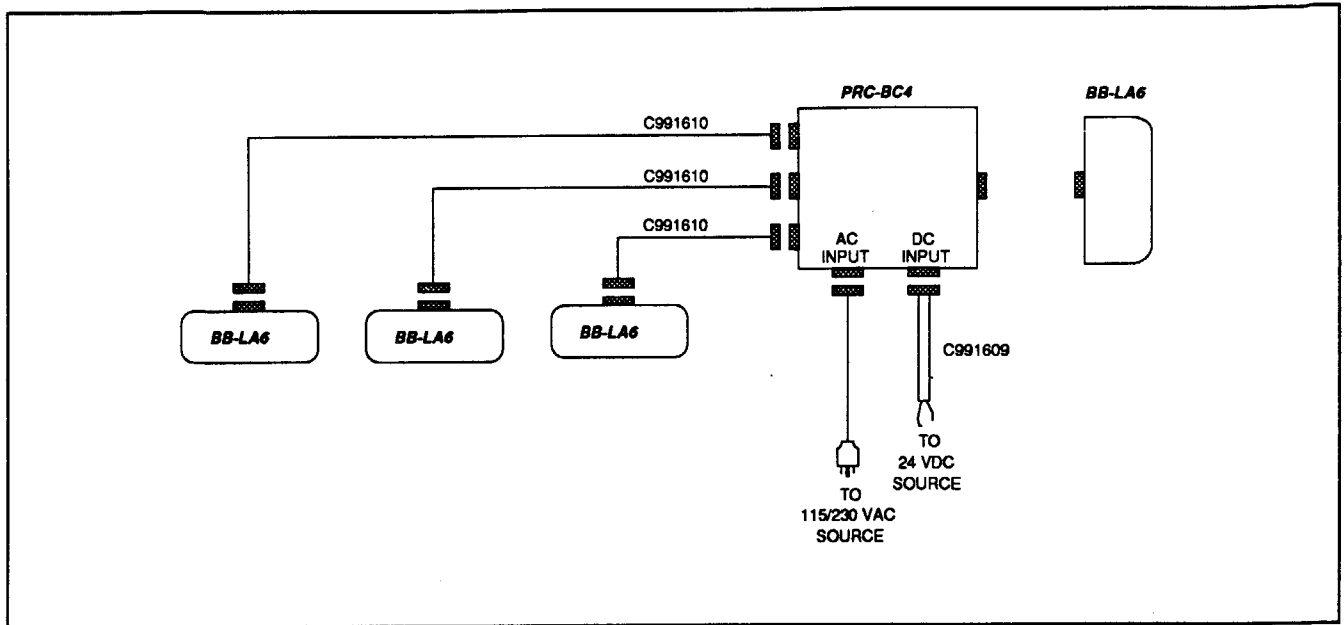 PRC-BC4
BB-LA6
C991610
C991610
C991610
AC
INPUT
DC
INPUT
BB-LA6
BB-LA6
BB-LA6
C991609
TO
24 VDC
SOURCE
TO
115/230 VAC
SOURCE